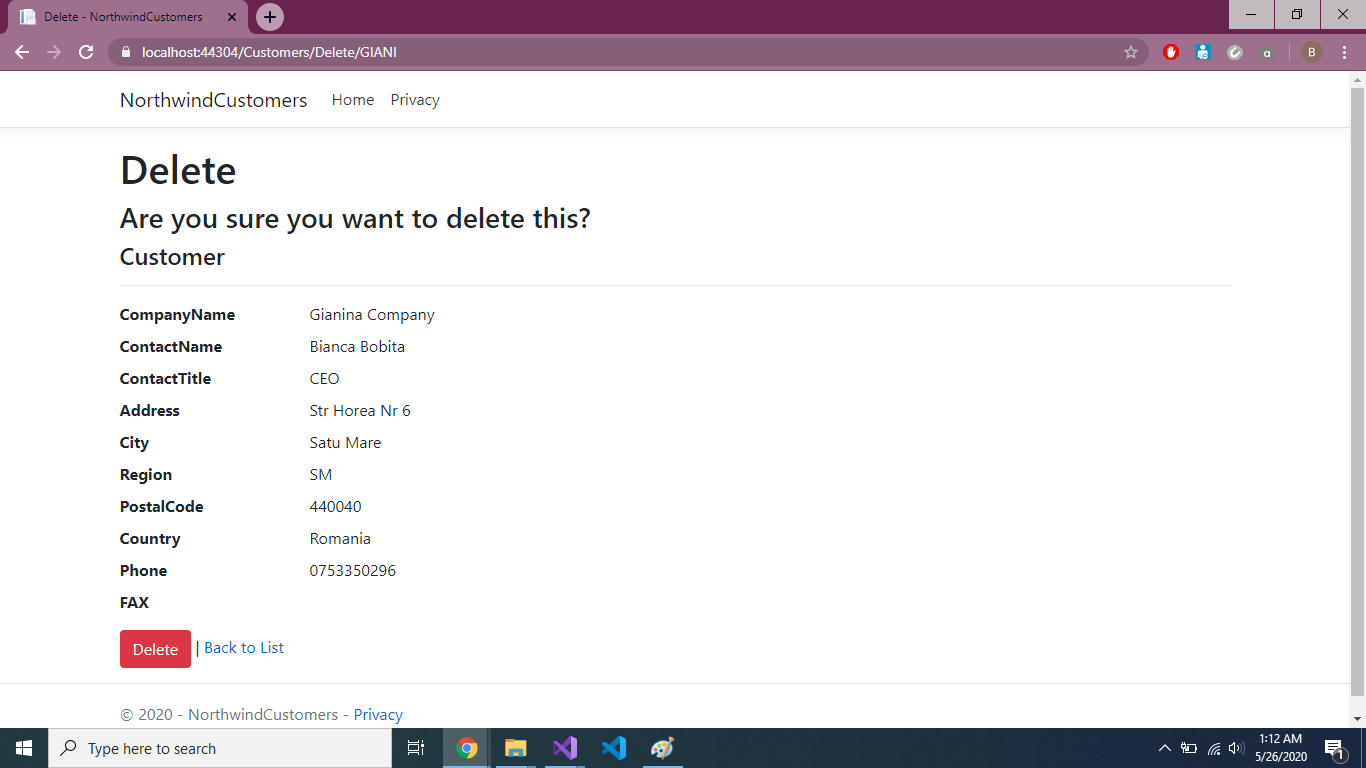 Delete - NorthwindCustomers
localhost:44304/Customers/Delete/GIANI
a
B
NorthwindCustomers Home Privacy
Delete
Are you sure you want to delete this?
Customer
CompanyName Gianina Company
ContactName Bianca Bobita
ContactTitle CEO
Address Str Horea Nr 6
City Satu Mare
Region SM
PostalCode 440040
Country Romania
Phone 0753350296
FAX
Delete | Back to List
© 2020 - NorthwindCustomers - Privacy
Type here to search
1:12 AM
5/26/2020
1